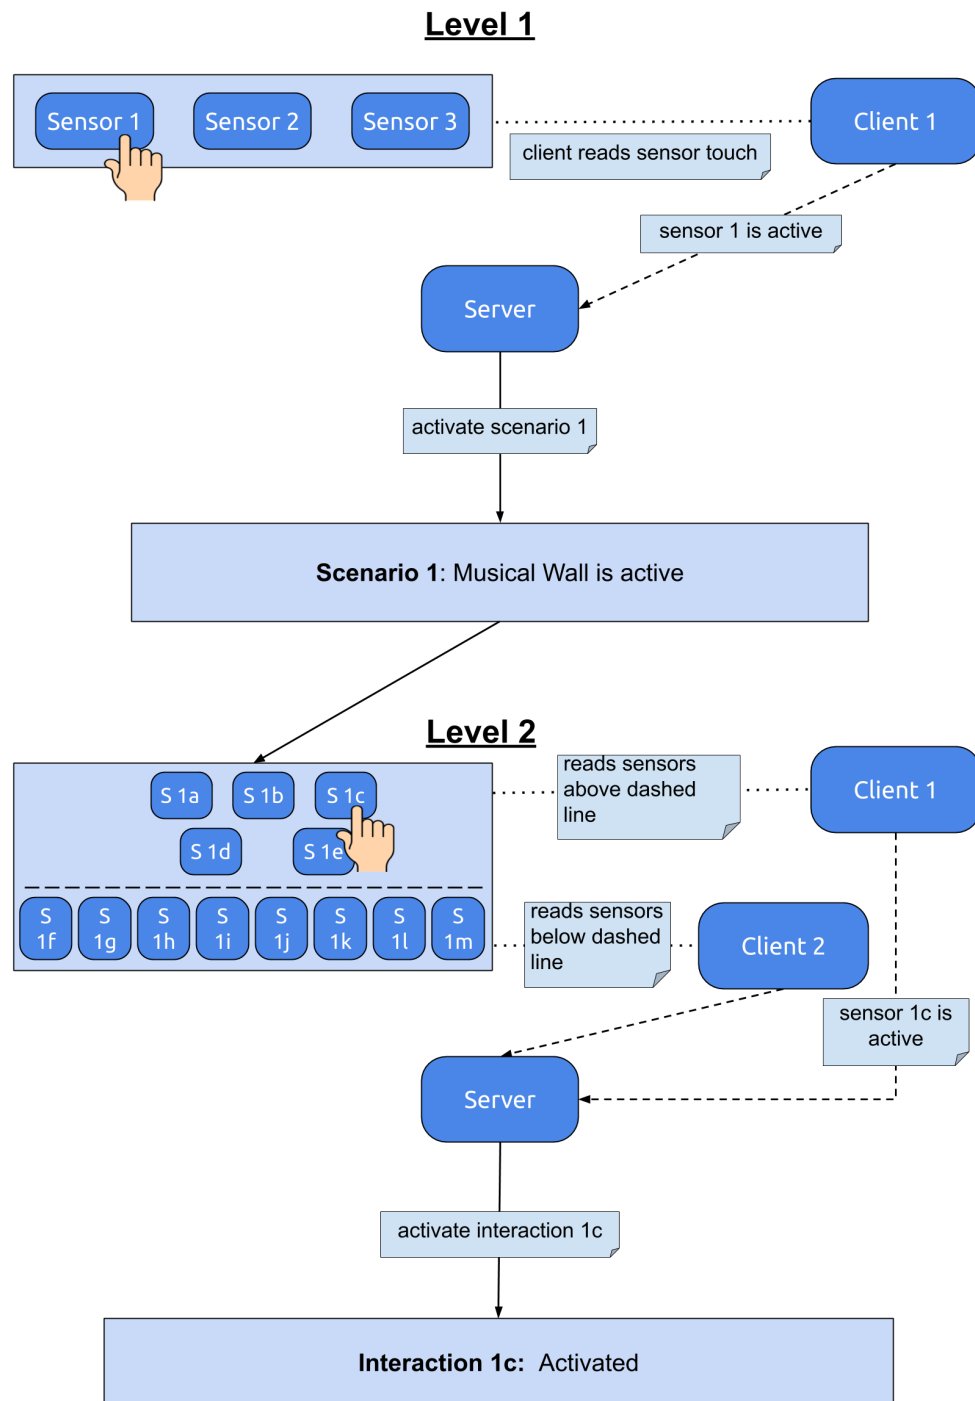 Level 1
Sensor 1
Sensor 2
Sensor 3
Client 1
client reads sensor touch
sensor 1 is active
Server
activate scenario 1
Scenario 1: Musical Wall is active
Level 2
S 1a
S 1b
S 1c
S 1d
S 1e
reads sensors
above dashed
line
Client 1
S
1f
S
1g
S
1h
S
1i
S
1j
S
1k
S
1l
S
1m
reads sensors
below dashed
line
Client 2
sensor 1c is
active
Server
activate interaction 1c
Interaction 1c: Activated